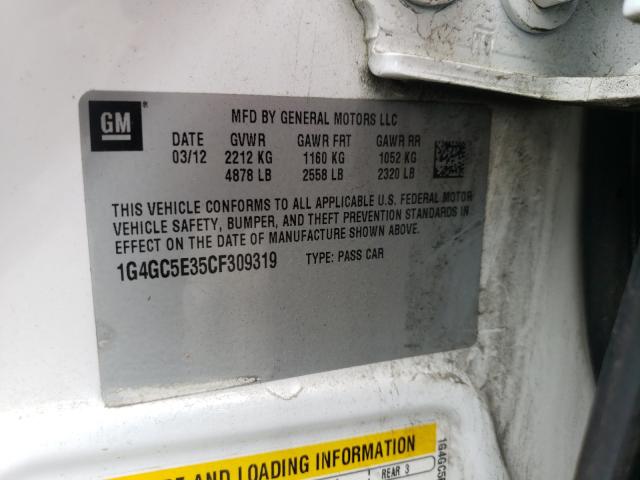 GM
MFD BY GENERAL MOTORS LLC
DATE GVWR GAWR FRT GAWR RR
03/12 2212 KG 1160 KG 1052 KG
4878 LB 2558 LB 2320 LB
THIS VEHICLE CONFORMS TO ALL APPLICABLE U.S. FEDERAL MOTOR
VEHICLE SAFETY, BUMPER, AND THEFT PREVENTION STANDARDS IN
EFFECT ON THE DATE OF MANUFACTURE SHOWN ABOVE.
1G4GC5E35CF309319 TYPE: PASS CAR
AND LOADING INFORMATION
REAR 3
1G4GC5